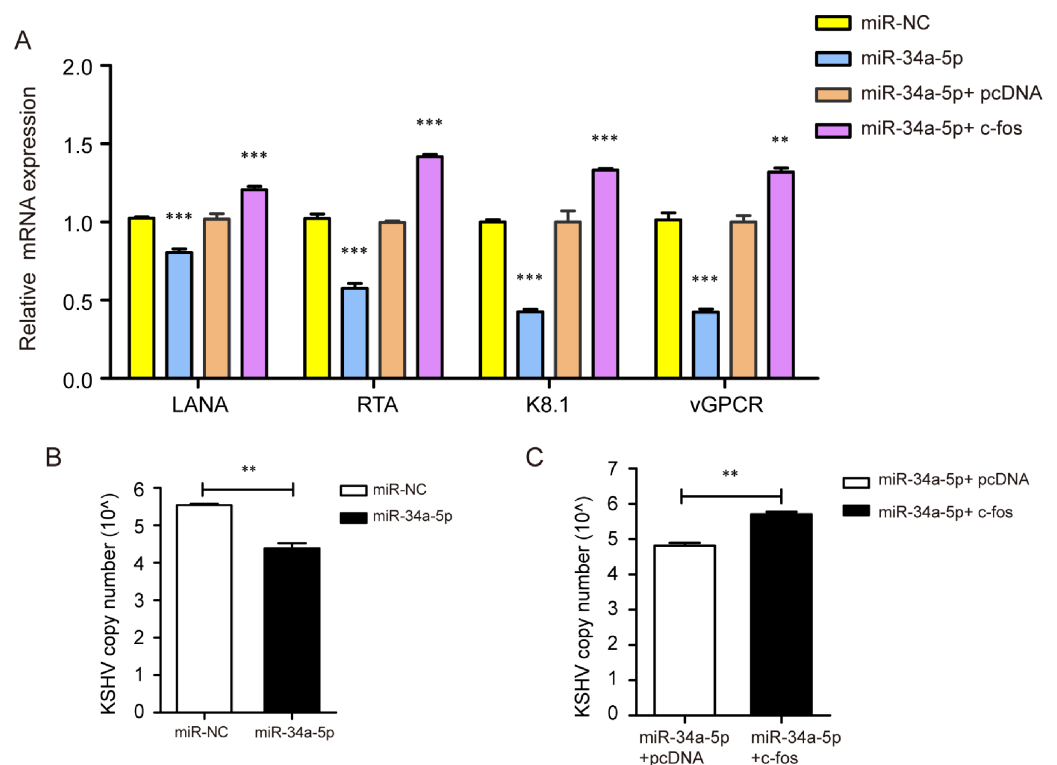 A
miR-NC
miR-34a-5p
miR-34a-5p+ pcDNA
miR-34a-5p+ c-fos
Relative mRNA expression
2.0
1.5
1.0
0.5
0.0
*** *** *** ***
*** *** *** **
LANA RTA K8.1 vGPCR
B
KSHV copy number (10^)
6
5
4
3
2
1
0
**
miR-NC
miR-34a-5p
miR-NC miR-34a-5p
C
KSHV copy number (10^)
7
6
5
4
3
2
1
0
**
miR-34a-5p+ pcDNA
miR-34a-5p+ c-fos
miR-34a-5p miR-34a-5p
+pcDNA +c-fos